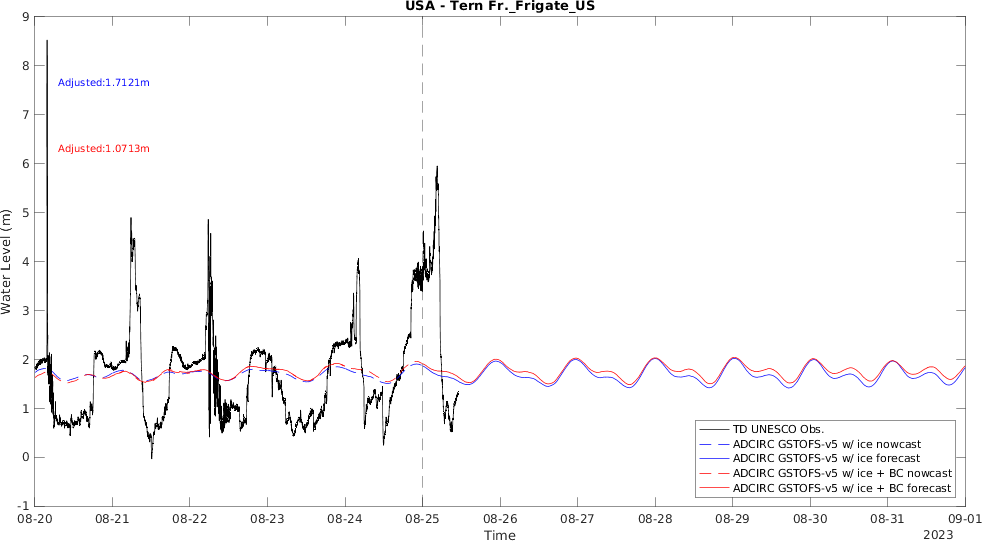 USA - Tern Fr._Frigate_US
9
8
7
6
5
4
3
2
1
0
-1
Water Level (m)
Adjusted:1.7121m
Adjusted:1.0713m
TD UNESCO Obs.
ADCIRC GSTOFS-v5 w/ ice nowcast
ADCIRC GSTOFS-v5 w/ ice forecast
ADCIRC GSTOFS-v5 w/ ice + BC nowcast
ADCIRC GSTOFS-v5 w/ ice + BC forecast
08-20 08-21 08-22 08-23 08-24 08-25 08-26 08-27 08-28 08-29 08-30 08-31 09-01
Time
2023